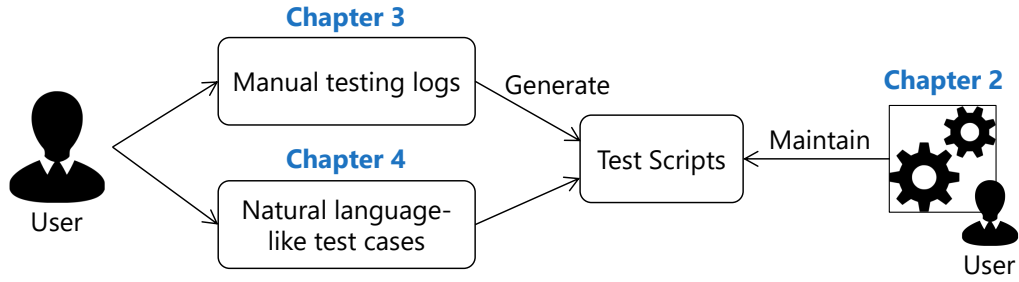 Chapter 3
Manual testing logs
Generate
Chapter 4
Natural language-
like test cases
User
Test Scripts
Maintain
Chapter 2
User